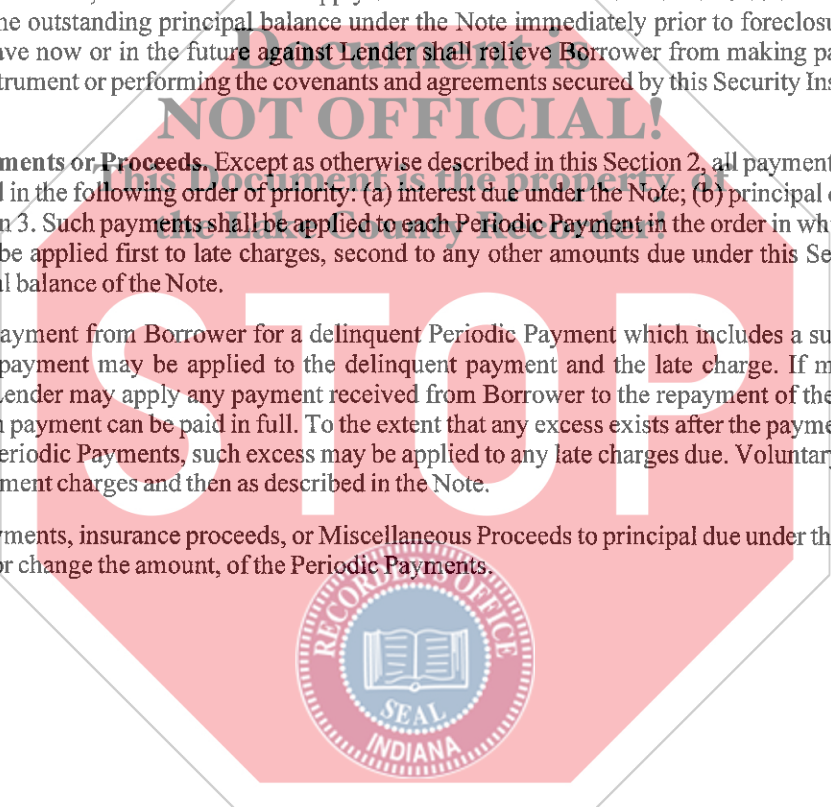 he outstanding principal balance under the Note immediately prior to foreclosu
ave now or in the future against Lender shall relieve Borrower from making pa
trument or performing the covenants and agreements secured by this Security Ins
Document is
NOT OFFICIAL!
This Document is the property of
the Lake County Recorder!
ments or Proceeds. Except as otherwise described in this Section 2, all payment
l in the following order of priority: (a) interest due under the Note; (b) principal
n 3. Such payments shall be applied to each Periodic Payment in the order in wh
be applied first to late charges, second to any other amounts due under this Se
l balance of the Note.
ayment from Borrower for a delinquent Periodic Payment which includes a su
payment may be applied to the delinquent payment and the late charge. If m
Lender may apply any payment received from Borrower to the repayment of the
payment can be paid in full. To the extent that any excess exists after the payme
eriodic Payments, such excess may be applied to any late charges due. Voluntar
ment charges and then as described in the Note.
STOP
ments, insurance proceeds, or Miscellaneous Proceeds to principal due under th
or change the amount, of the Periodic Payments.
RECORDER'S OFFICE
SEAL
INDIANA